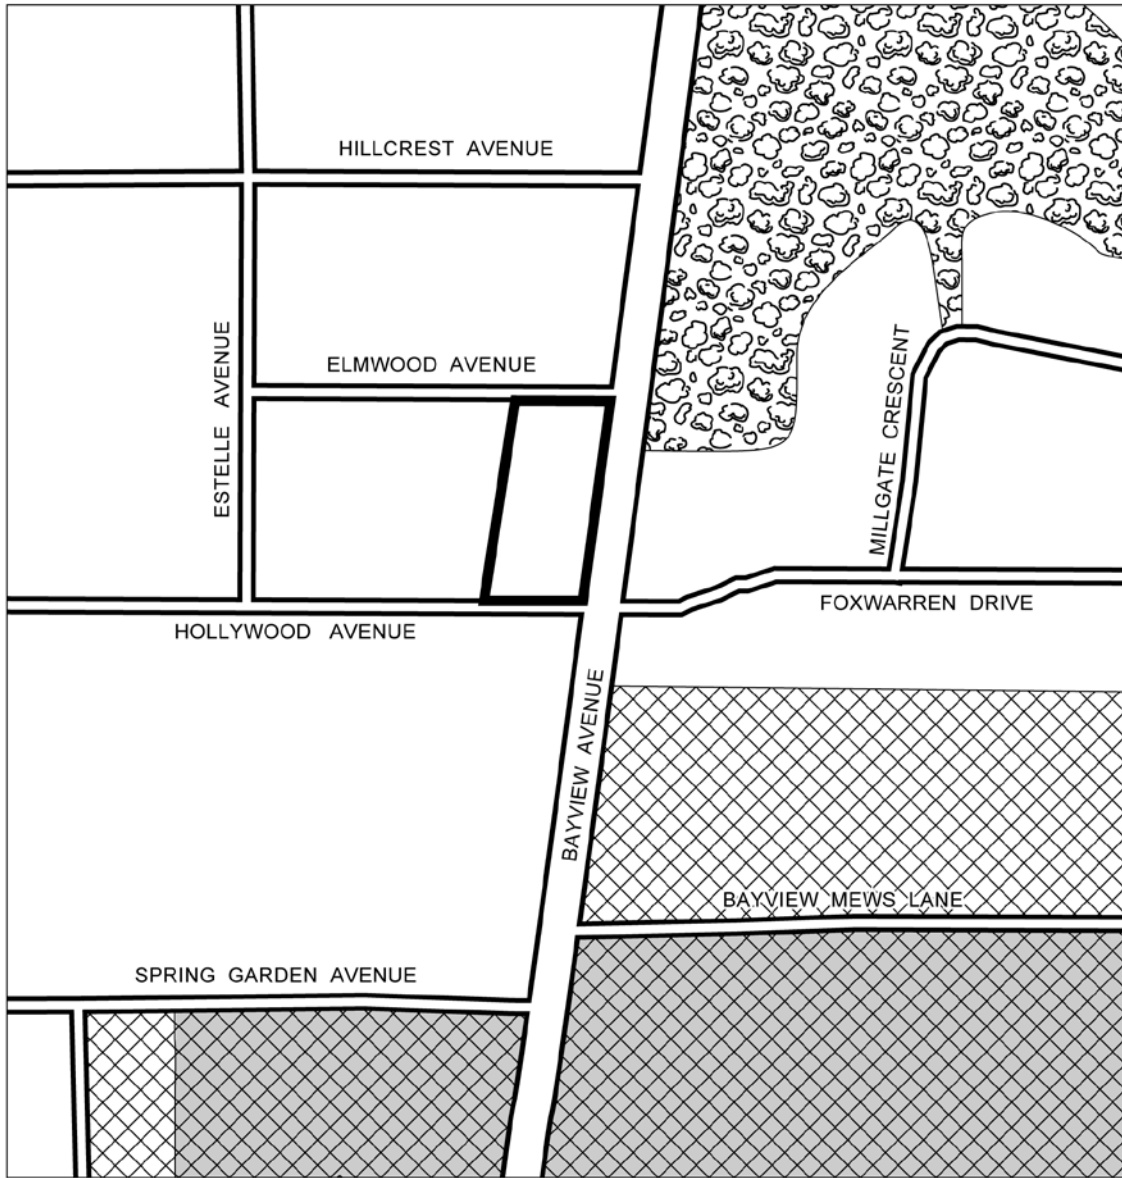 HILLCREST AVENUE
ELMWOOD AVENUE
ESTELLE AVENUE
MILLGATE CRESCENT
FOXWARREN DRIVE
HOLLYWOOD AVENUE
BAYVIEW AVENUE
BAYVIEW MEWS LANE
SPRING GARDEN AVENUE